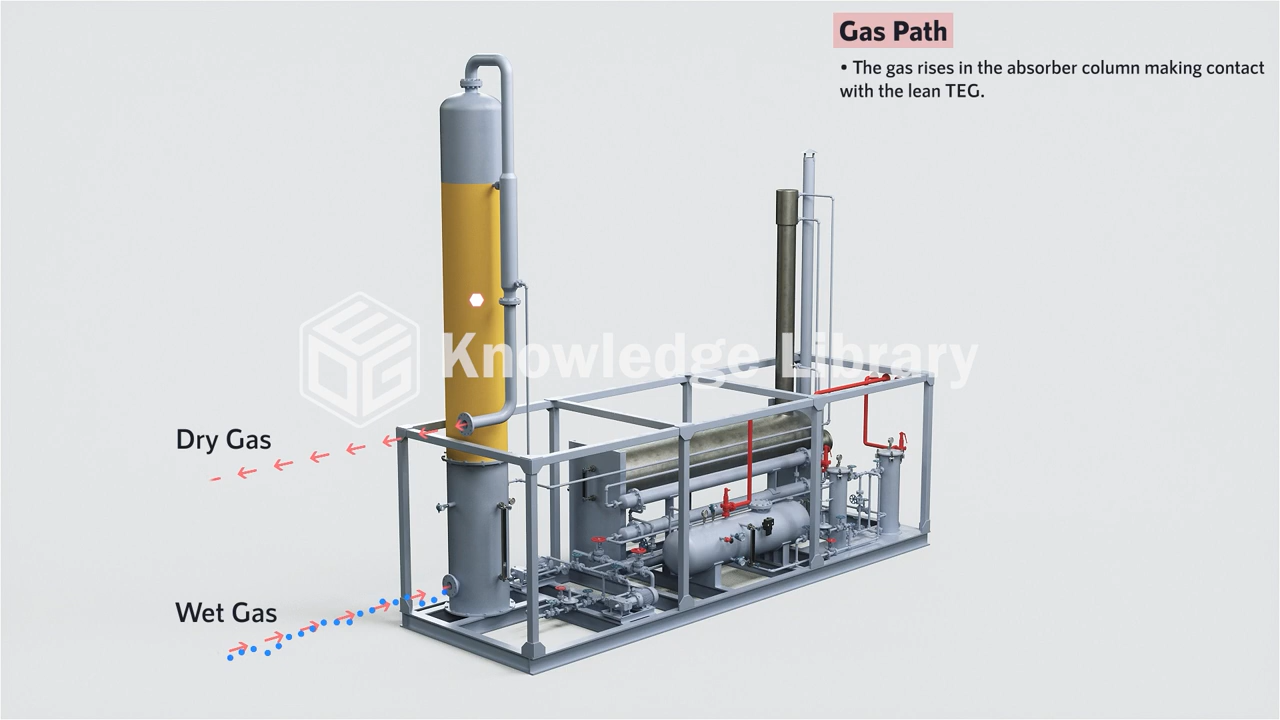 Gas Path
• The gas rises in the absorber column making contact
with the lean TEG.
Knowledge Library
Dry Gas
Wet Gas